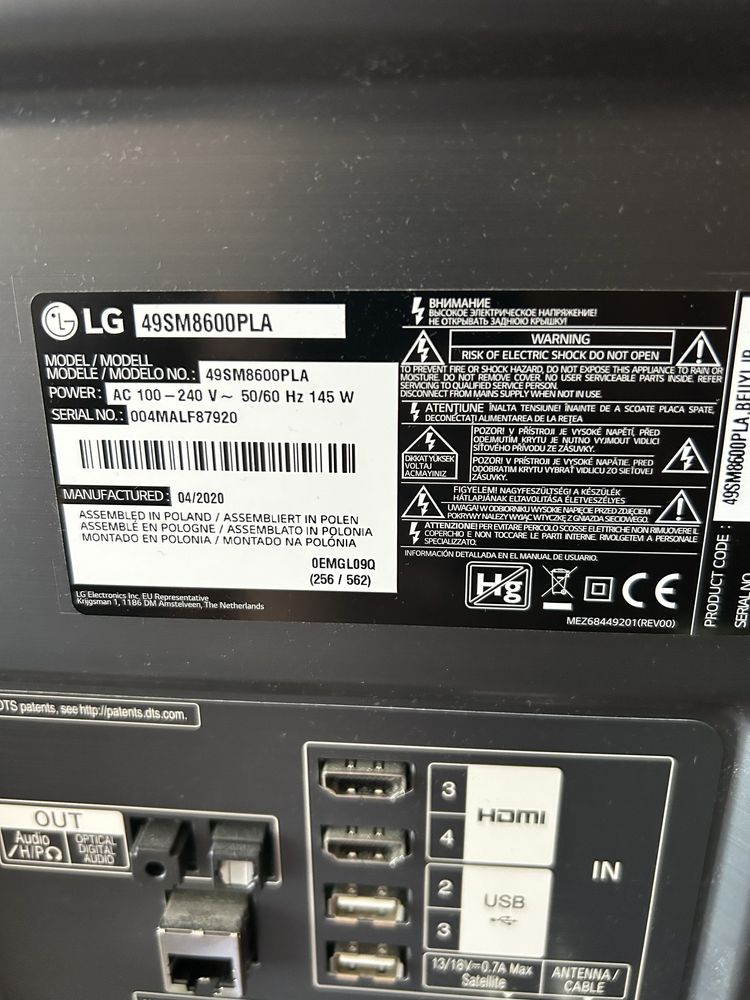 LG 49SM8600PLA
MODEL / MODELL
MODELE / MODELO NO.: 49SM8600PLA
POWER: AC 100-240 V~ 50/60 Hz 145 W
SERIAL NO.: 004MALF87920
MANUFACTURED: 04/2020
ASSEMBLED IN POLAND / ASSEMBLIERT IN POLEN
ASSEMBLÉ EN POLOGNE / ASSEMBLATO IN POLONIA
MONTADO EN POLONIA / MONTADO NA POLÓNIA
0EMGL09Q
(256 / 562)
LG Electronics Inc. EU Representative
Krijgsman 1, 1186 DM Amstelveen, The Netherlands
ВНИМАНИЕ
ВЫСОКОЕ ЭЛЕКТРИЧЕСКОЕ НАПРЯЖЕНИЕ!
НЕ ОТКРЫВАТЬ ЗАДНЮЮ КРЫШКУ!
WARNING
RISK OF ELECTRIC SHOCK DO NOT OPEN
TO PREVENT FIRE OR SHOCK HAZARD, DO NOT EXPOSE THIS APPLIANCE TO RAIN OR
MOISTURE DO NOT REMOVE COVER. NO USER SERVICEABLE PARTS INSIDE. REFER
SERVICING TO QUALIFIED SERVICE PERSON.
DISCONNECT FROM MAINS SUPPLY WHEN NOT IN USE.
ATENȚIUNE ÎNALTA TENSIUNE! ÎNAINTE DE A SCOATE PLACA SPATE,
DECONECTAȚI ALIMENTAREA DE LA REȚEA
DİKKAT YÜKSEK
VOLTAJ
AÇMAYINIZ
POZOR! V PŘÍSTROJI JE VYSOKÉ NAPĚTÍ, PŘED
ODEJMUTÍM KRYTU JE NUTNO VYJMOUT VIDLICI
SÍŤOVÉHO PŘÍVODU ZE ZÁSUVKY.
POZOR! V PRÍSTROJI JE VYSOKÉ NAPÄTIE. PRED
ODOBRATÍM KRYTU VYBRAŤ VIDLICU ZO
ZÁSUVKY.
FIGYELEM! NAGYFESZÜLTSÉG! A KÉSZÜLÉK
HÁTLAPJÁNAK ELTAVOLÍTÁSA ÉLETVESZÉLYES
UWAGA! W ODBIORNIKU WYSOKIE NAPIĘCIE PRZED ZDJĘCIEM
POKRYWY NALEŻY WYJĄĆ WTYCZKĘ Z GNIAZDA SIECIOWEGO.
ATTENZIONE! PER EVITARE PERICOLO SCOSSE ELETTRICHE NON RIMUOVERE IL
COPERCHIO E NON TOCCARE LE PARTI INTERNE. RIVOLGETEVI A PERSONALE
SPECIALIZZATO.
INFORMACIÓN DETALLADA EN EL MANUAL DE USUARIO.
Hg
CE
MEZ68449201(REV00)
PRODUCT CODE :
SERIAL NO.
DTS patents, see http://patents.dts.com.
OUT
Audio
/H/P
OPTICAL
DIGITAL
AUDIO
3
4
HDMI
2
3
USB
IN
13/18V 0.7A Max
Satellite
ANTENNA /
CABLE